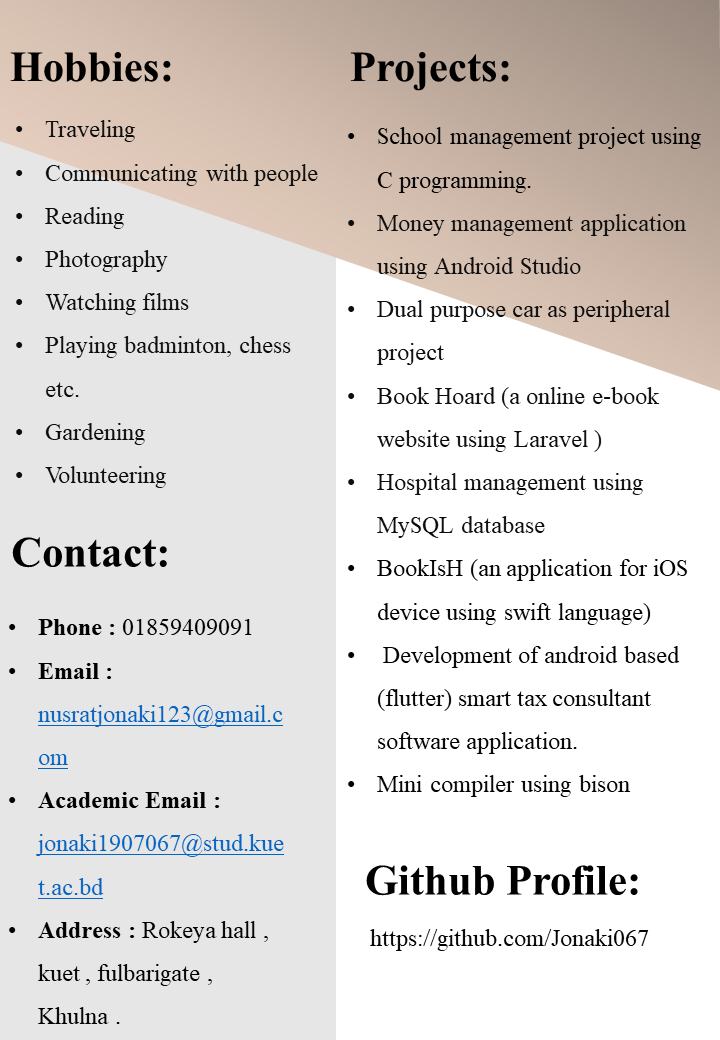 Hobbies:
• Traveling
• Communicating with people
• Reading
• Photography
• Watching films
• Playing badminton, chess
etc.
• Gardening
• Volunteering
Contact:
• Phone : 01859409091
• Email :
nusratjonaki123@gmail.c
om
• Academic Email :
jonaki1907067@stud.kue
t.ac.bd
• Address : Rokeya hall ,
kuet , fulbarigate ,
Khulna .
Projects:
• School management project using
C programming.
• Money management application
using Android Studio
• Dual purpose car as peripheral
project
• Book Hoard (a online e-book
website using Laravel )
• Hospital management using
MySQL database
• BookIsH (an application for iOS
device using swift language)
• Development of android based
(flutter) smart tax consultant
software application.
• Mini compiler using bison
Github Profile:
https://github.com/Jonaki067